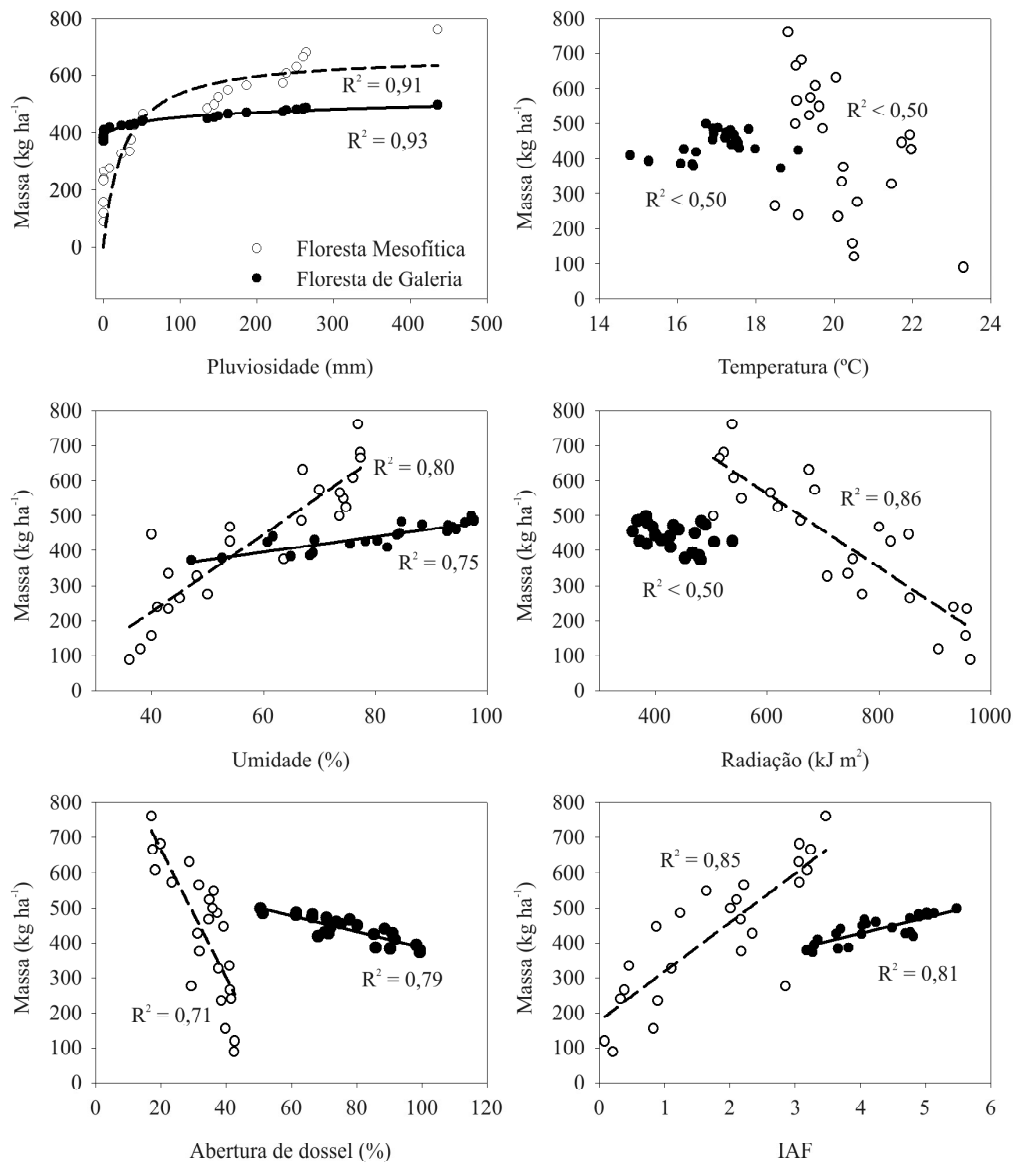 800
600
400
200
0
Massa (kg ha⁻¹)
R² = 0,91
R² = 0,93
Floresta Mesofítica
Floresta de Galeria
0 100 200 300 400 500
Pluviosidade (mm)
800
700
600
500
400
300
200
100
0
Massa (kg ha⁻¹)
R² < 0,50
R² < 0,50
14 16 18 20 22 24
Temperatura (ºC)
800
700
600
500
400
300
200
100
0
Massa (kg ha⁻¹)
R² = 0,80
R² = 0,75
40 60 80 100
Umidade (%)
800
700
600
500
400
300
200
100
0
Massa (kg ha⁻¹)
R² = 0,86
R² < 0,50
400 600 800 1000
Radiação (kJ m²)
800
700
600
500
400
300
200
100
0
Massa (kg ha⁻¹)
R² = 0,79
R² = 0,71
0 20 40 60 80 100 120
Abertura de dossel (%)
800
700
600
500
400
300
200
100
0
Massa (kg ha⁻¹)
R² = 0,85
R² = 0,81
0 1 2 3 4 5 6
IAF